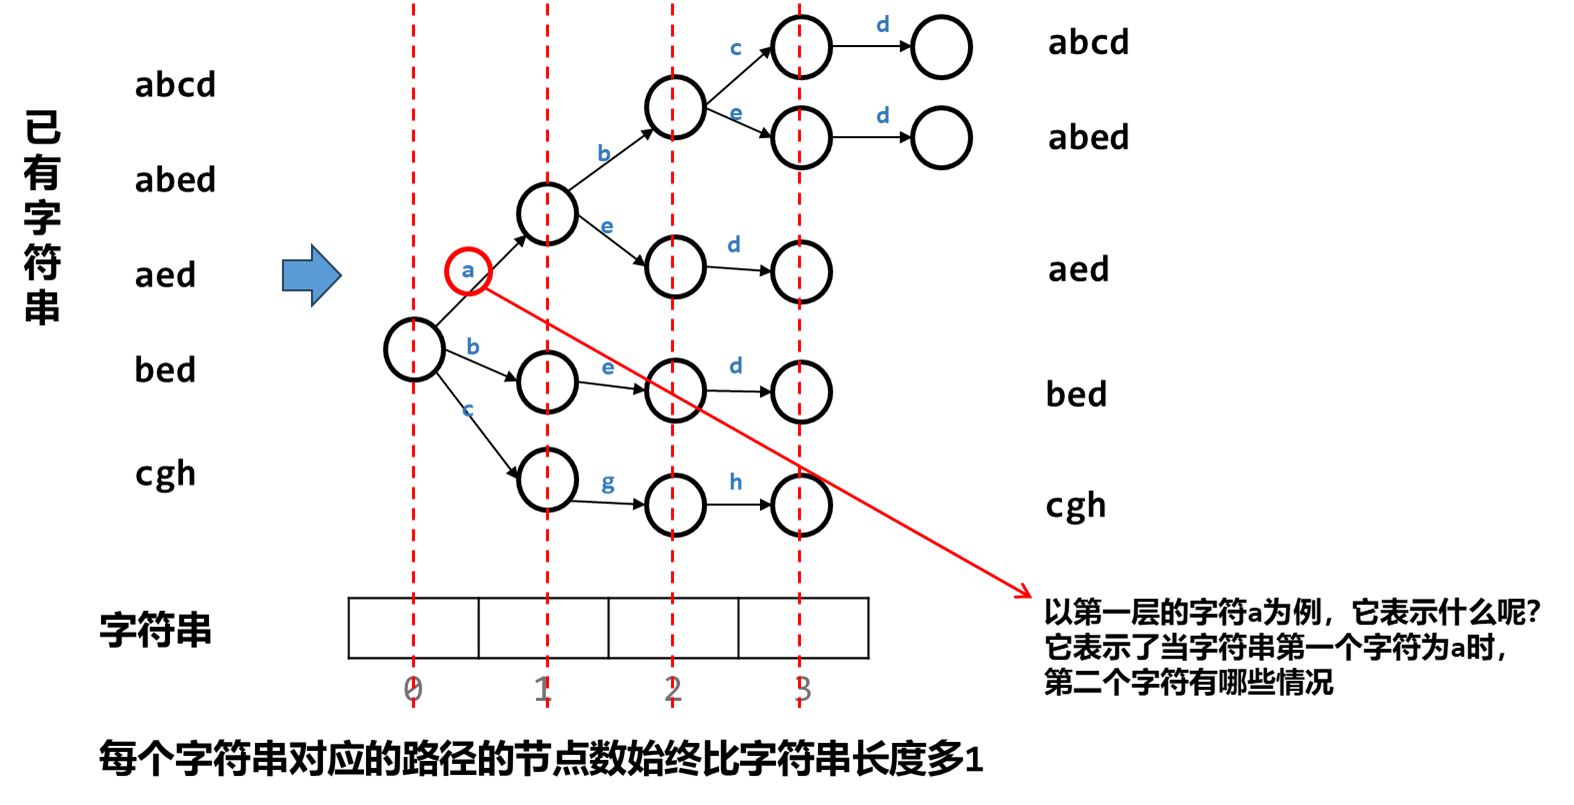 已有字符串
abcd
abed
aed
bed
cgh
a
b
c
b
e
e
g
c
e
d
d
h
d
d
abcd
abed
aed
bed
cgh
字符串
0
1
2
3
以第一层的字符a为例，它表示什么呢？
它表示了当字符串第一个字符为a时，
第二个字符有哪些情况
每个字符串对应的路径的节点数始终比字符串长度多1